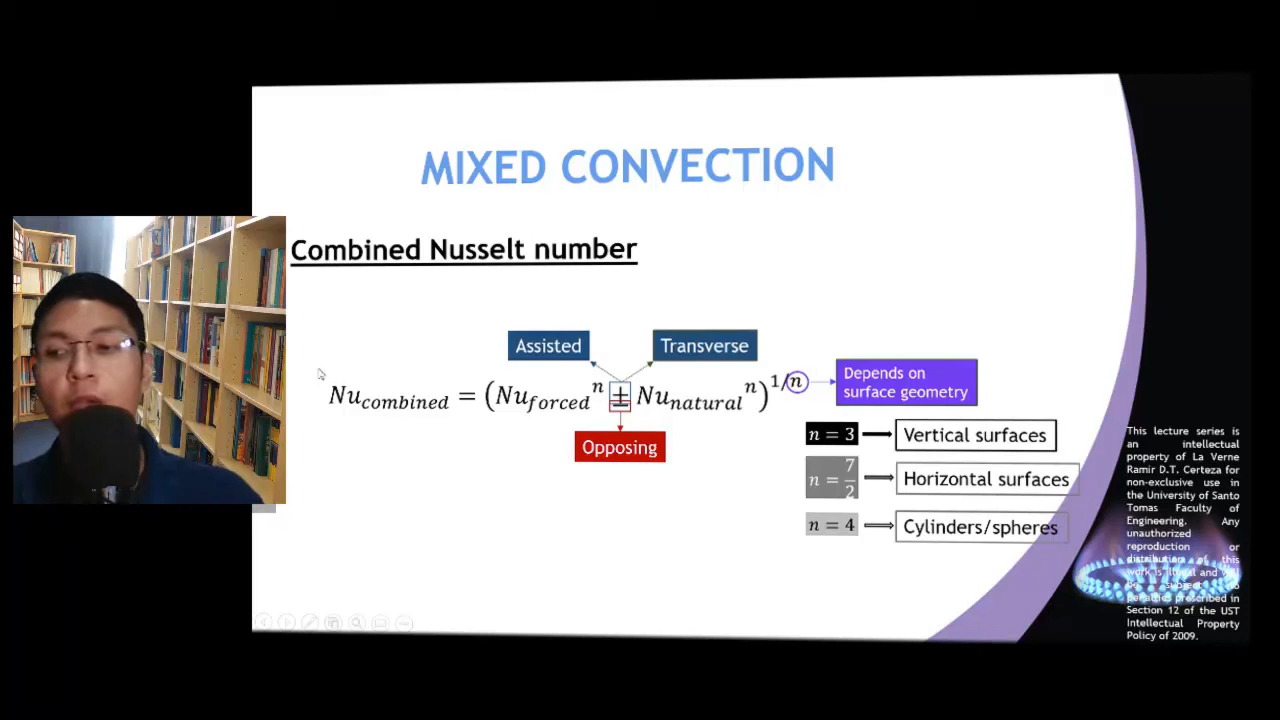 MIXED CONVECTION
Combined Nusselt number
Assisted
Transverse
Nu_combined = (Nu_forced^n ± Nu_natural^n)^1/n
Opposing
Depends on
surface geometry
n = 3
Vertical surfaces
n = 7/2
Horizontal surfaces
n = 4
Cylinders/spheres
This lecture series is
an intellectual
property of La Verne
Ramir D.T. Certeza for
non-exclusive use in
the University of Santo
Tomas Faculty of
Engineering. Any
unauthorized
reproduction or
distribution of this
work is illegal and will
be subject to
penalties prescribed in
Section 12 of the UST
Intellectual Property
Policy of 2009.